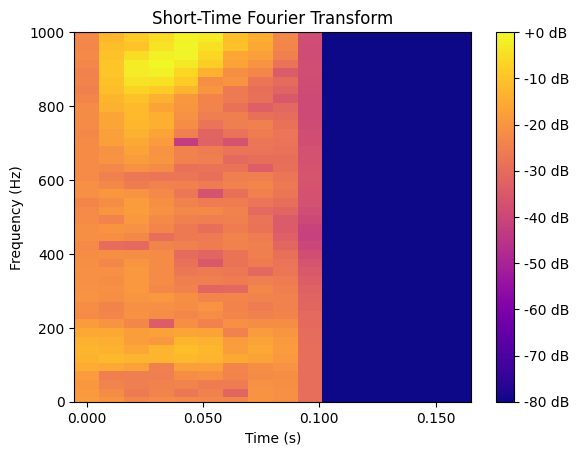 Short-Time Fourier Transform
1000
800
600
400
200
0
Frequency (Hz)
0.000
0.050
0.100
0.150
Time (s)
+0 dB
-10 dB
-20 dB
-30 dB
-40 dB
-50 dB
-60 dB
-70 dB
-80 dB